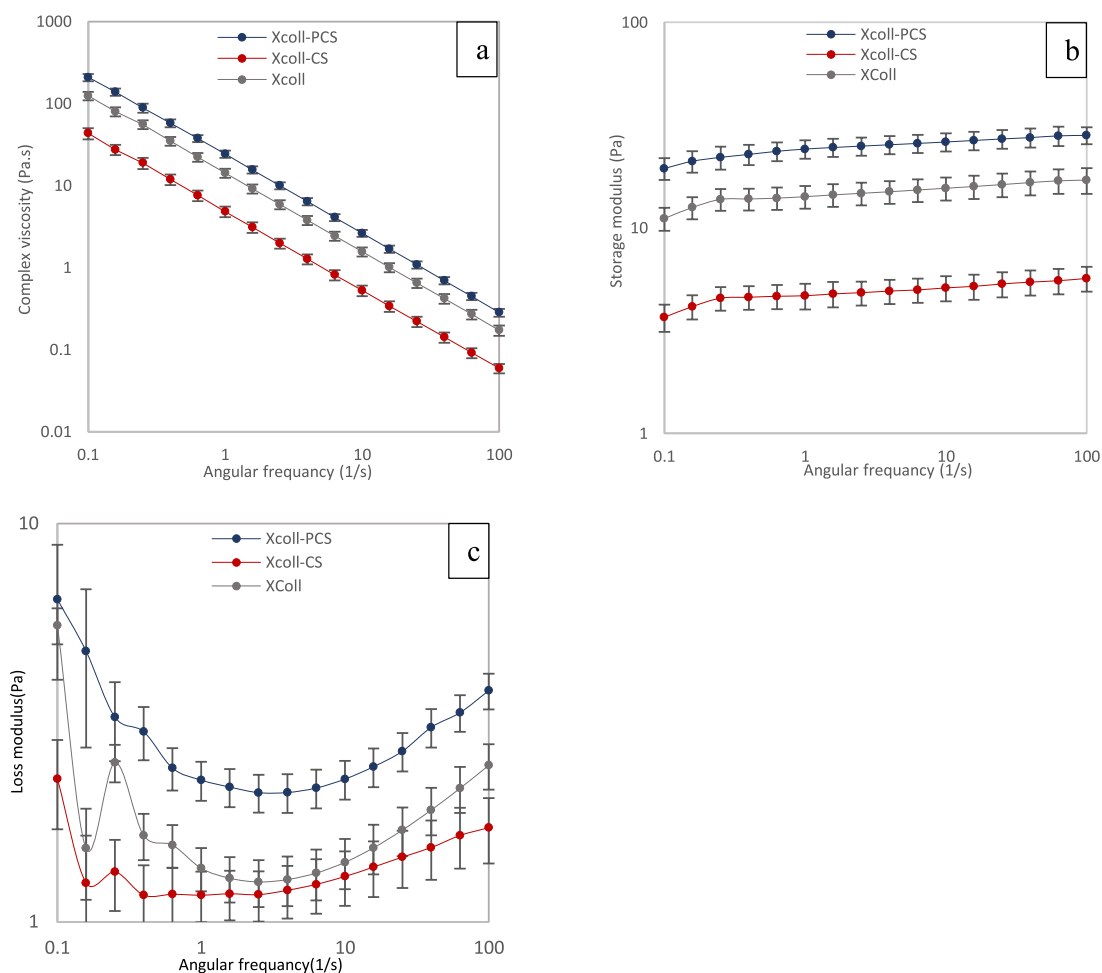 a
Xcoll-PCS
Xcoll-CS
Xcoll
1000
100
10
1
0.1
0.01
Complex viscosity (Pa.s)
0.1
1
10
100
Angular frequancy (1/s)
b
Xcoll-PCS
Xcoll-CS
XColl
100
10
1
Storage modulus (Pa)
0.1
1
10
100
Angular frequancy (1/s)
c
Xcoll-PCS
Xcoll-CS
XColl
10
1
Loss modulus(Pa)
0.1
1
10
100
Angular frequancy(1/s)